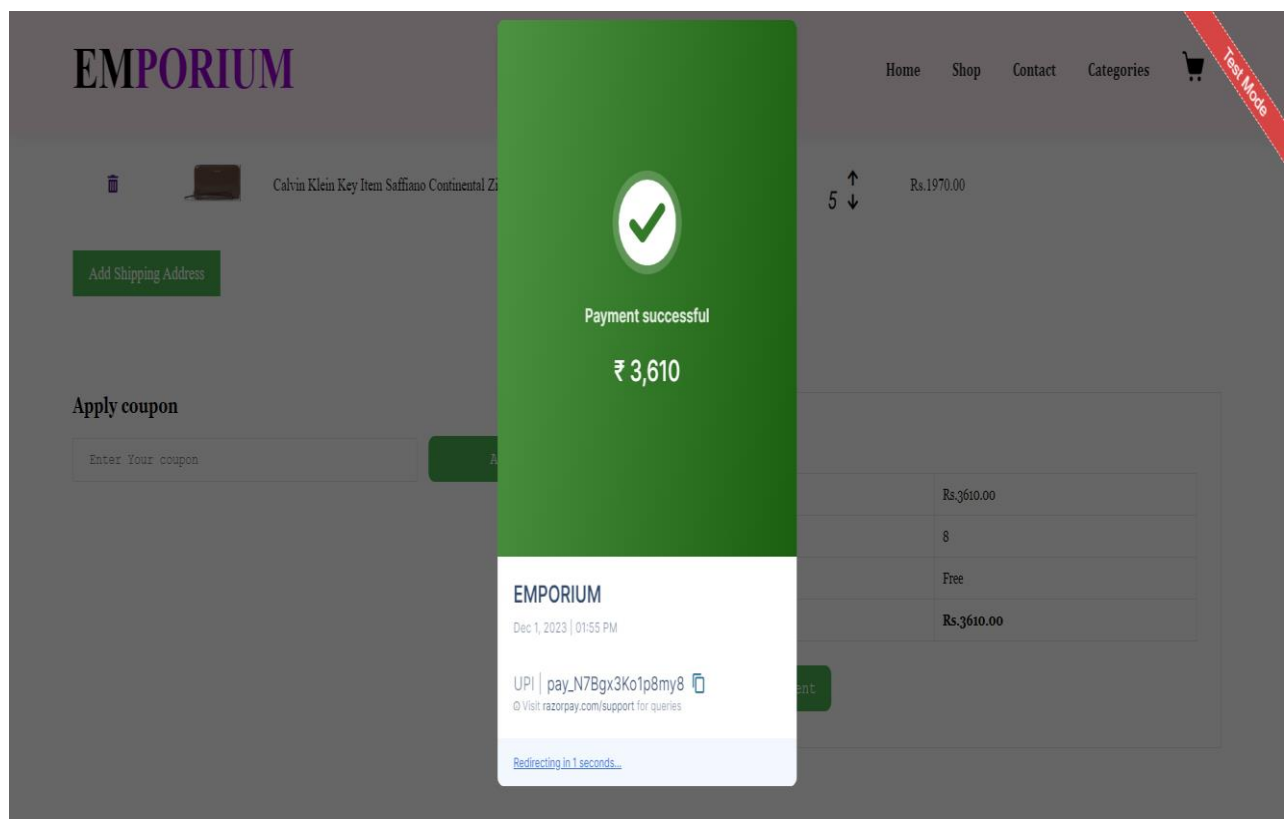 EMPORIUM
Home Shop Contact Categories
Test Mode
Calvin Klein Key Item Saffiano Continental
5
Rs.1970.00
Add Shipping Address
Payment successful
₹ 3,610
Apply coupon
Enter Your coupon
Rs.3610.00
8
Free
Rs.3610.00
EMPORIUM
Dec 1, 2023 | 01:55 PM
UPI | pay_N7Bgx3Ko1p8my8
Visit razorpay.com/support for queries
Redirecting in 1 seconds...